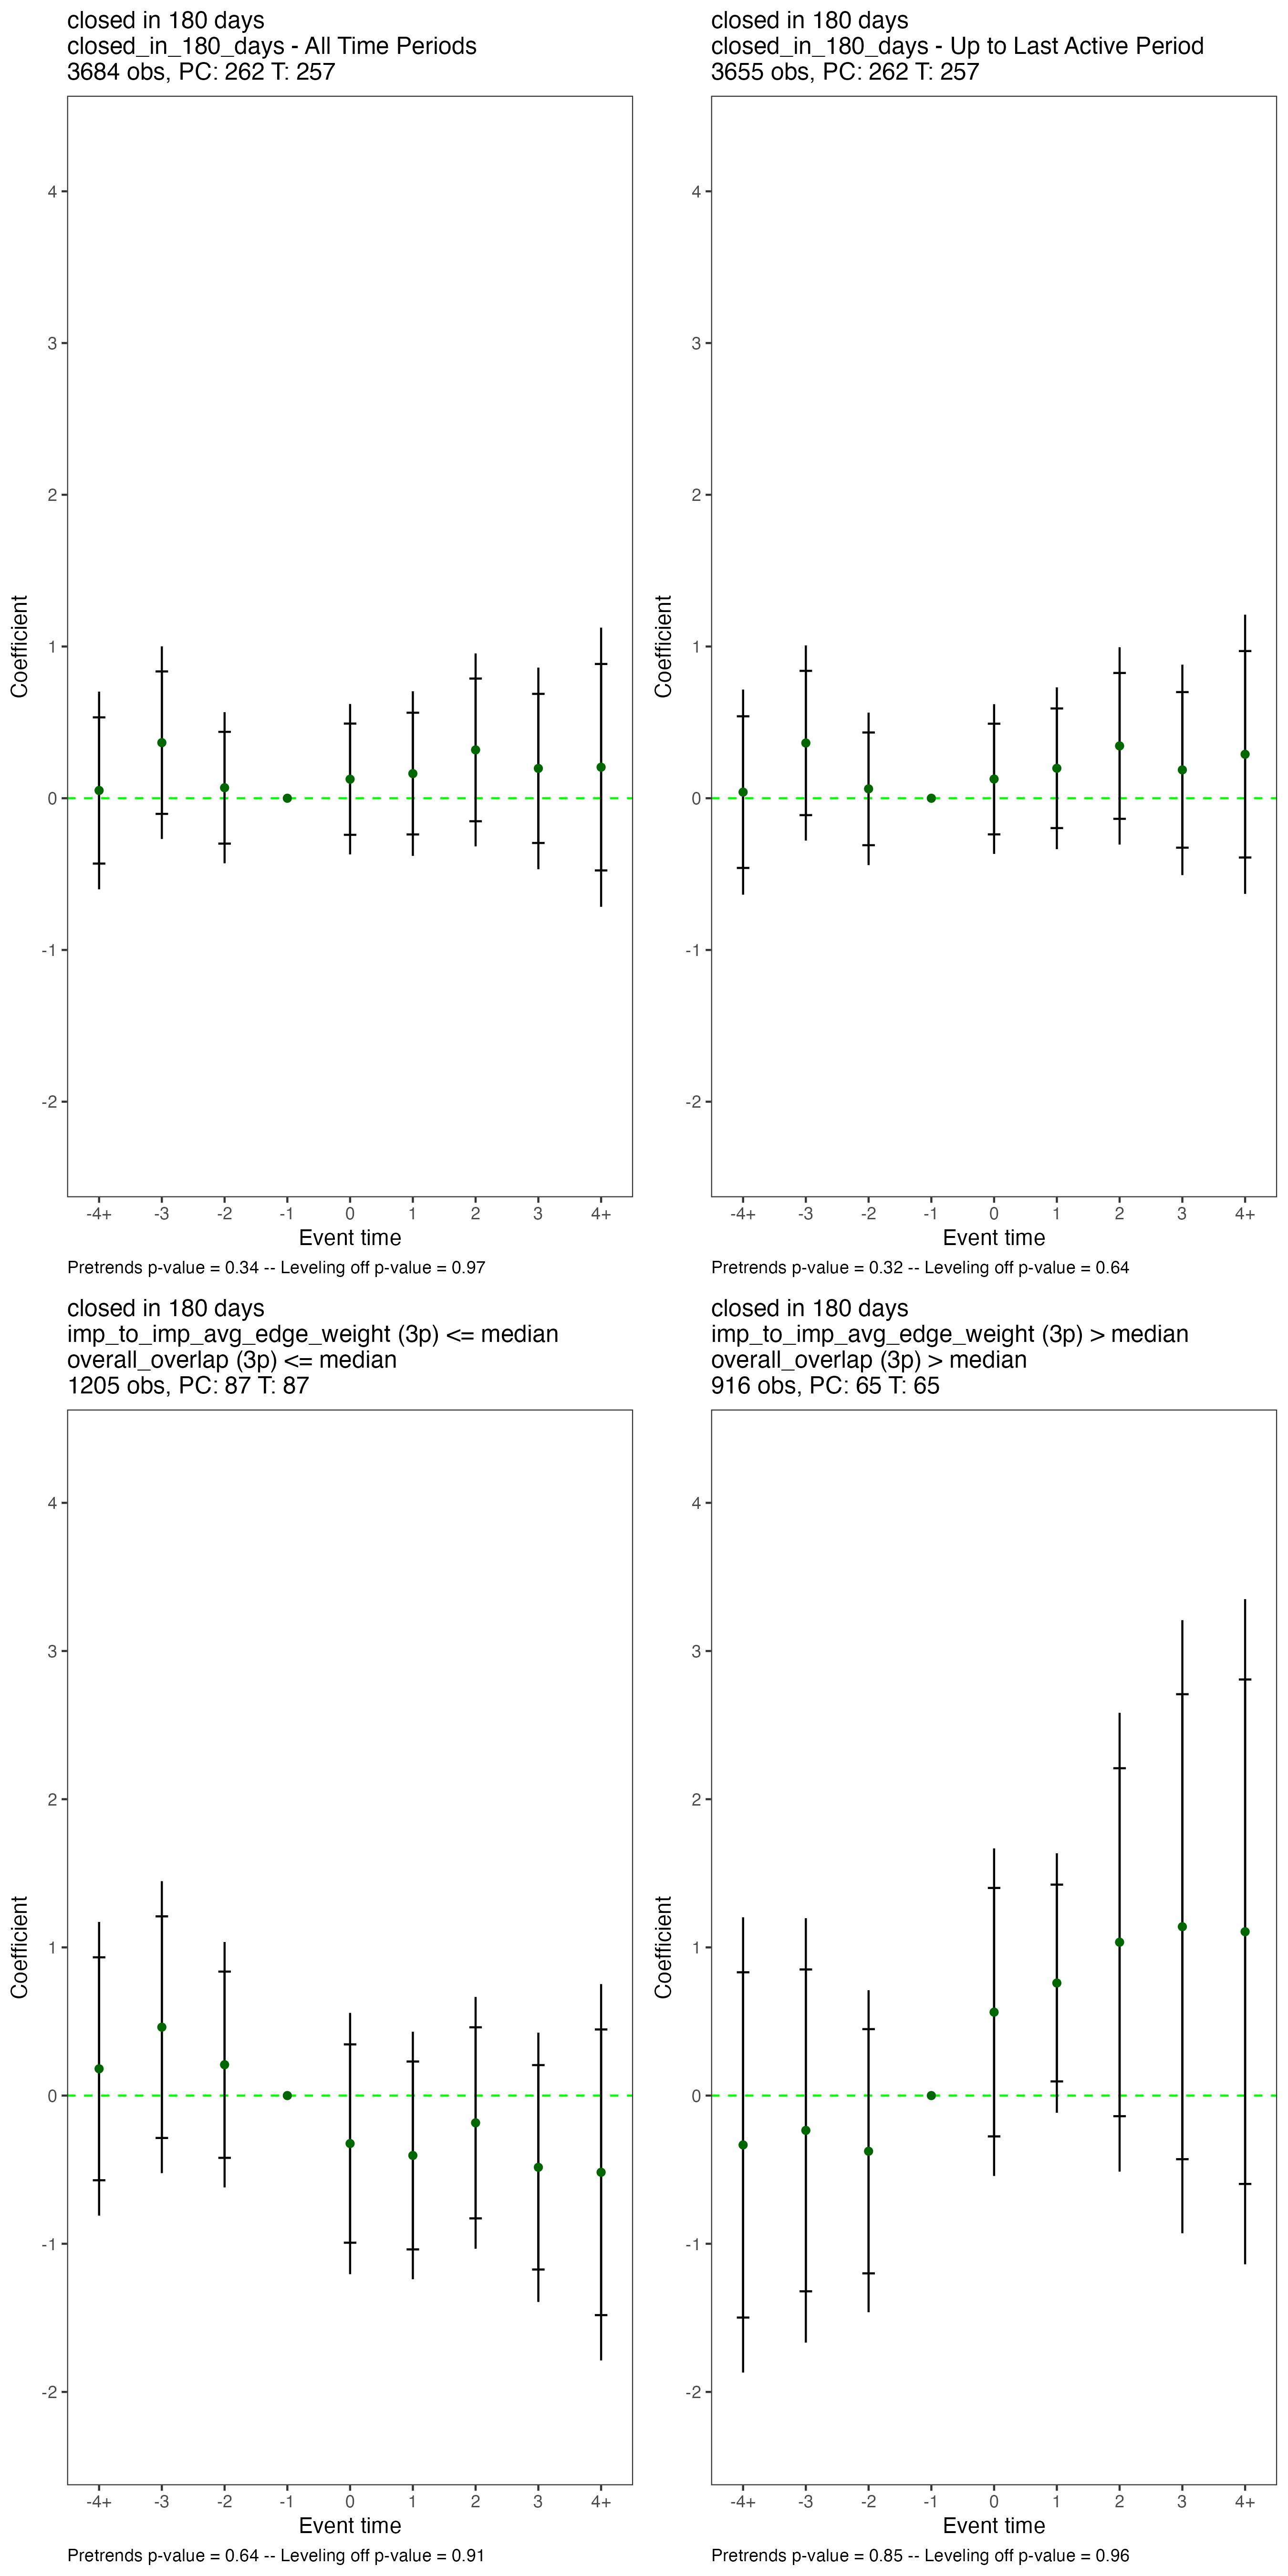 closed in 180 days
closed_in_180_days - All Time Periods
3684 obs, PC: 262 T: 257
Coefficient
4
3
2
1
0
-1
-2
-4+ -3 -2 -1 0 1 2 3 4+
Event time
Pretrends p-value = 0.34 -- Leveling off p-value = 0.97
closed in 180 days
closed_in_180_days - Up to Last Active Period
3655 obs, PC: 262 T: 257
Coefficient
4
3
2
1
0
-1
-2
-4+ -3 -2 -1 0 1 2 3 4+
Event time
Pretrends p-value = 0.32 -- Leveling off p-value = 0.64
closed in 180 days
imp_to_imp_avg_edge_weight (3p) <= median
overall_overlap (3p) <= median
1205 obs, PC: 87 T: 87
Coefficient
4
3
2
1
0
-1
-2
-4+ -3 -2 -1 0 1 2 3 4+
Event time
Pretrends p-value = 0.64 -- Leveling off p-value = 0.91
closed in 180 days
imp_to_imp_avg_edge_weight (3p) > median
overall_overlap (3p) > median
916 obs, PC: 65 T: 65
Coefficient
4
3
2
1
0
-1
-2
-4+ -3 -2 -1 0 1 2 3 4+
Event time
Pretrends p-value = 0.85 -- Leveling off p-value = 0.96